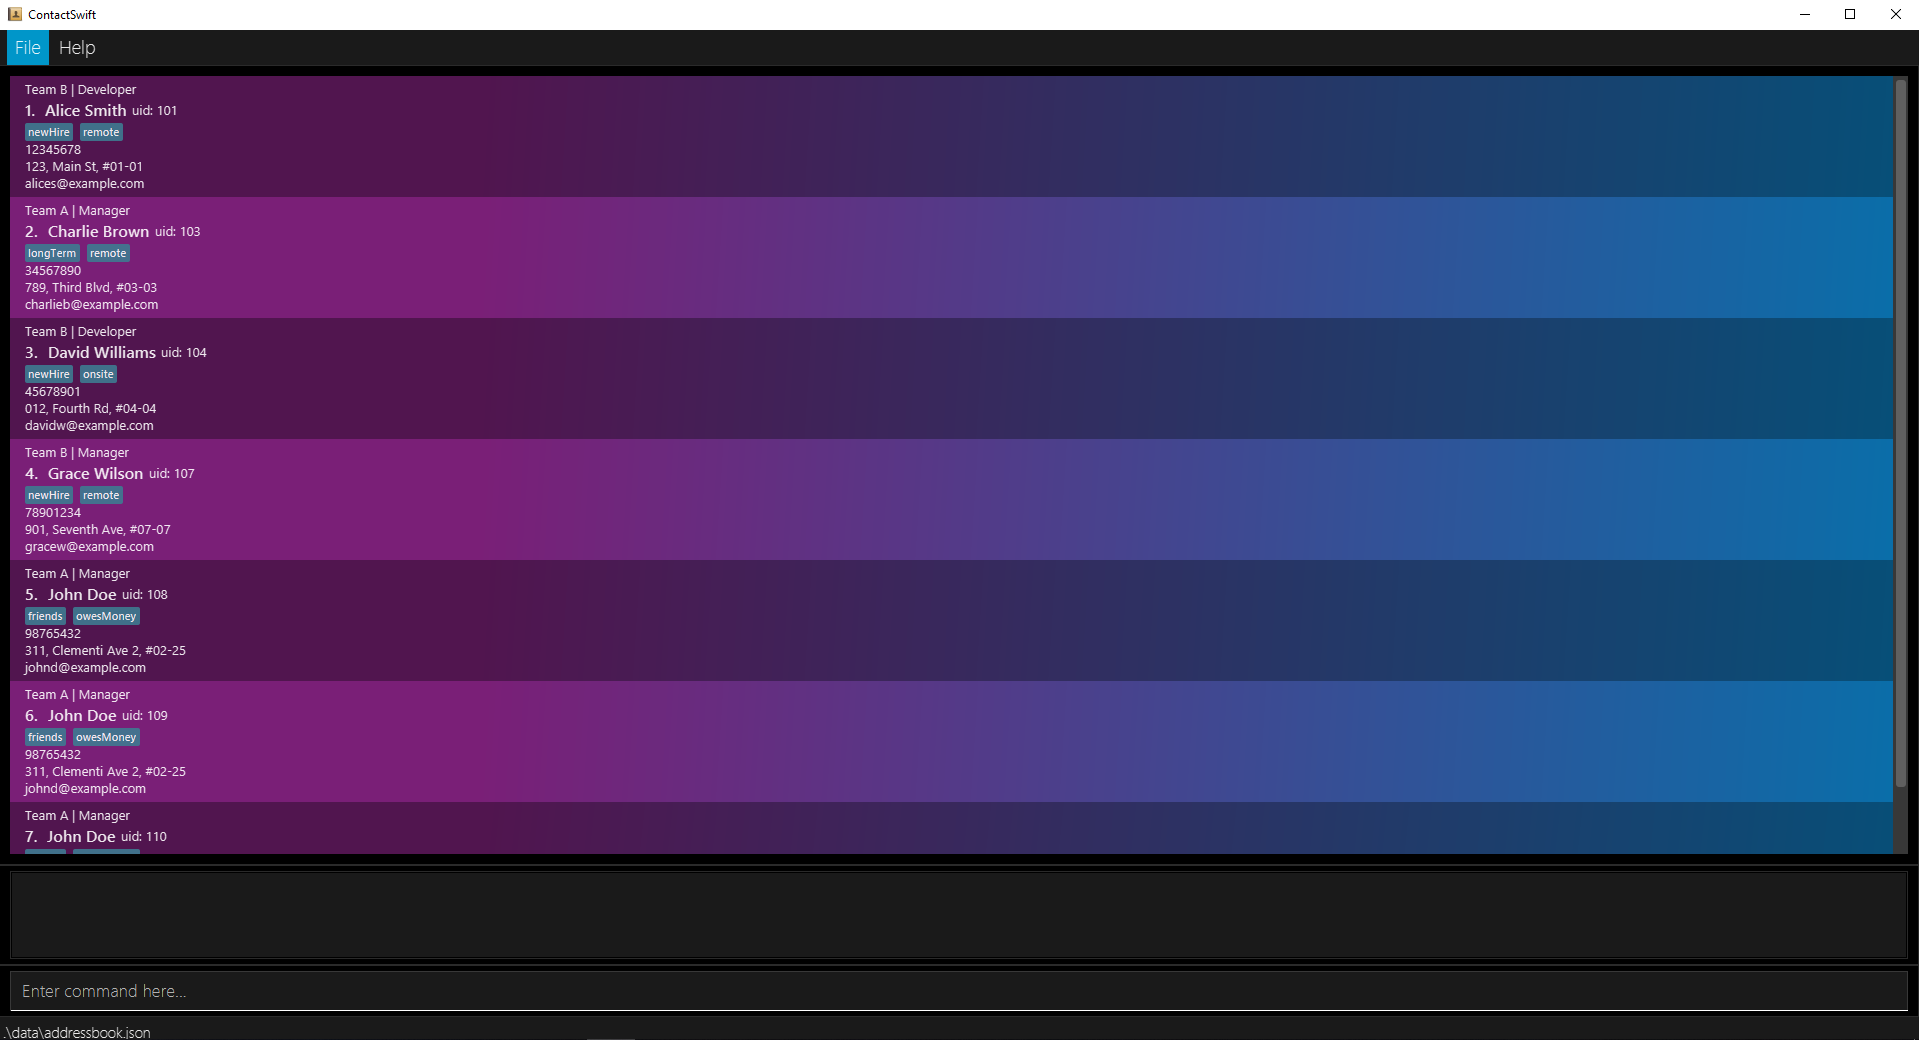 ContactSwift
File Help
Team B | Developer
1. Alice Smith uid: 101
newHire remote
12345678
123, Main St, #01-01
alices@example.com
Team A | Manager
2. Charlie Brown uid: 103
longTerm remote
34567890
789, Third Blvd, #03-03
charlieb@example.com
Team B | Developer
3. David Williams uid: 104
newHire onsite
45678901
012, Fourth Rd, #04-04
davidw@example.com
Team B | Manager
4. Grace Wilson uid: 107
newHire remote
78901234
901, Seventh Ave, #07-07
gracew@example.com
Team A | Manager
5. John Doe uid: 108
friends owesMoney
98765432
311, Clementi Ave 2, #02-25
johnd@example.com
Team A | Manager
6. John Doe uid: 109
friends owesMoney
98765432
311, Clementi Ave 2, #02-25
johnd@example.com
Team A | Manager
7. John Doe uid: 110
Enter command here...
.\data\addressbook.json